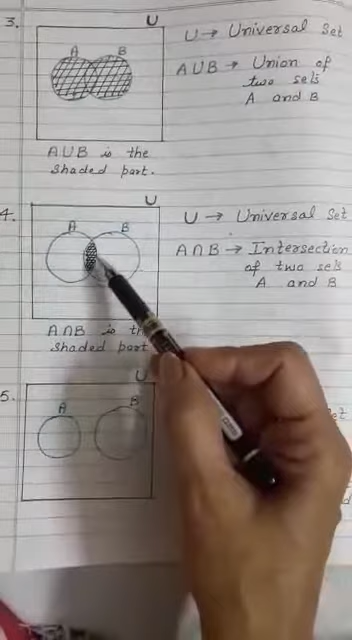 3.
U
A B
U → Universal Set
A∪B → Union of
two sets
A and B
A∪B is the
shaded part.
4.
U
A B
U → Universal Set
A∩B → Intersection
of two sets
A and B
A∩B is the
shaded part
5.
U
A B